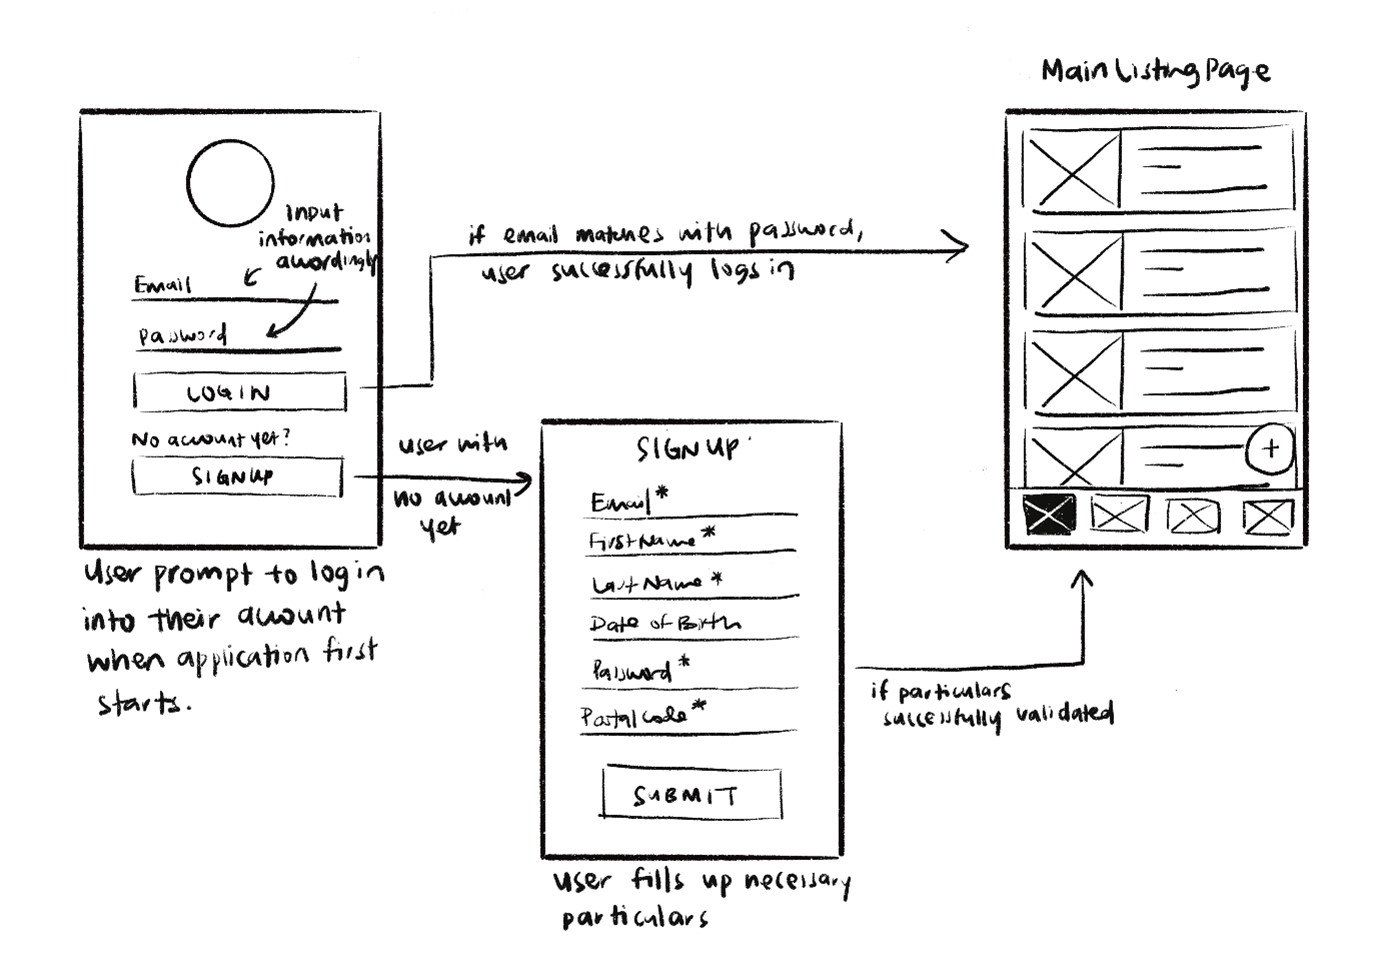 Main Listing Page
input
information
accordingly
Email
Password
LOGIN
No account yet?
SIGNUP
User prompt to login
into their account
when application first
starts.
if email matches with password,
user successfully logs in
user with
no account
yet
SIGNUP
Email*
First Name*
Last Name*
Date of Birth
Password*
Postal Code*
SUBMIT
user fills up necessary
particulars
if particulars
successfully validated
+